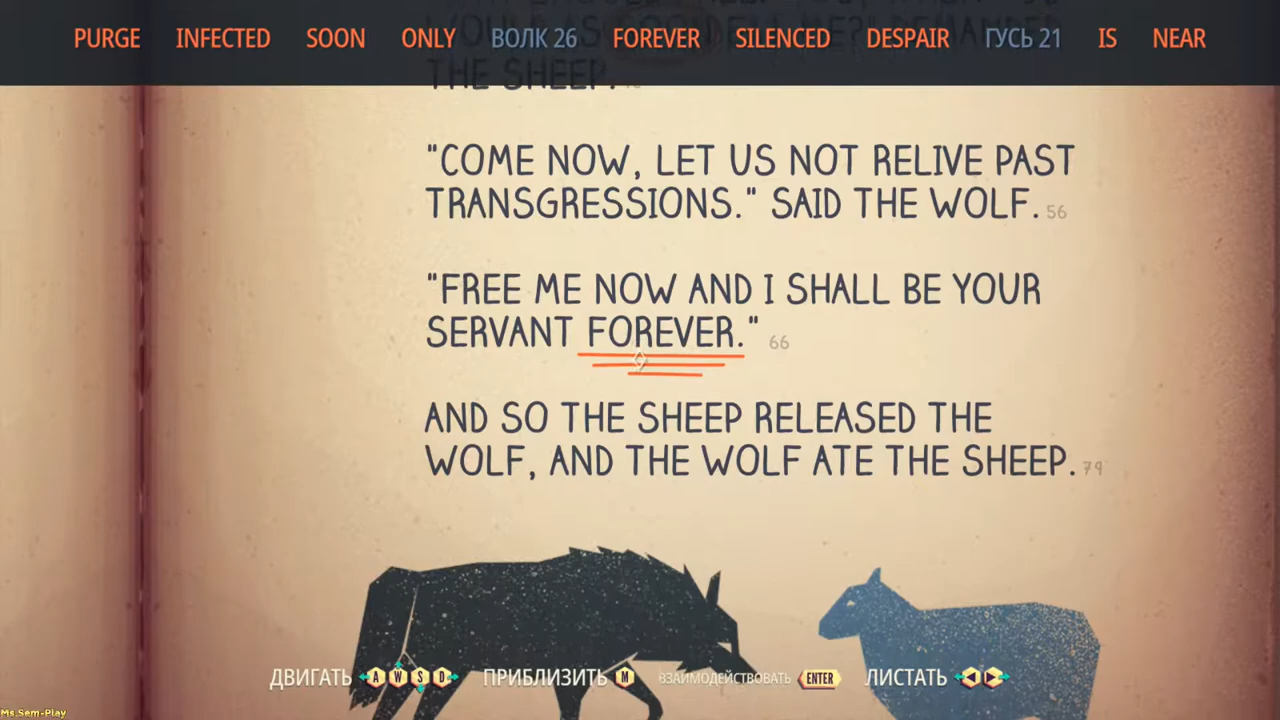 PURGE INFECTED SOON ONLY ВОЛК 26 FOREVER SILENCED DESPAIR ГУСЬ 21 IS NEAR
THE SHEEP.
"COME NOW, LET US NOT RELIVE PAST
TRANSGRESSIONS." SAID THE WOLF. 56
"FREE ME NOW AND I SHALL BE YOUR
SERVANT FOREVER." 66
AND SO THE SHEEP RELEASED THE
WOLF, AND THE WOLF ATE THE SHEEP. 79
ДВИГАТЬ A W S D ПРИБЛИЗИТЬ M ВЗАИМОДЕЙСТВОВАТЬ ENTER ЛИСТАТЬ
Ms.Sem-Play